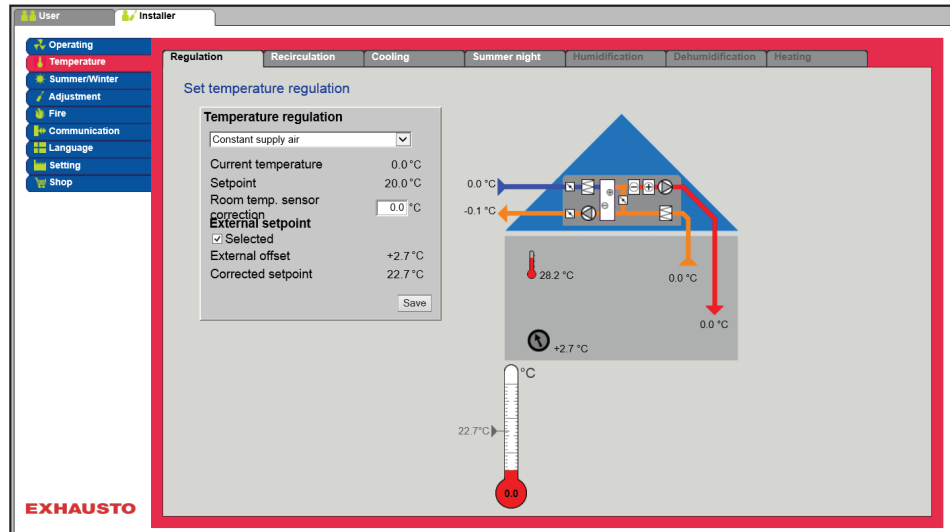 User
Installer
Operating
Temperature
Summer/Winter
Adjustment
Fire
Communication
Language
Setting
Shop
EXHAUSTO
Regulation
Recirculation
Cooling
Summer night
Humidification
Dehumidification
Heating
Set temperature regulation
Temperature regulation
Constant supply air
Current temperature 0.0 °C
Setpoint 20.0 °C
Room temp. sensor
correction 0.0 °C
External setpoint
Selected
External offset +2.7 °C
Corrected setpoint 22.7 °C
Save
0.0 °C
-0.1 °C
28.2 °C
0.0 °C
0.0 °C
+2.7 °C
°C
22.7°C
0.0